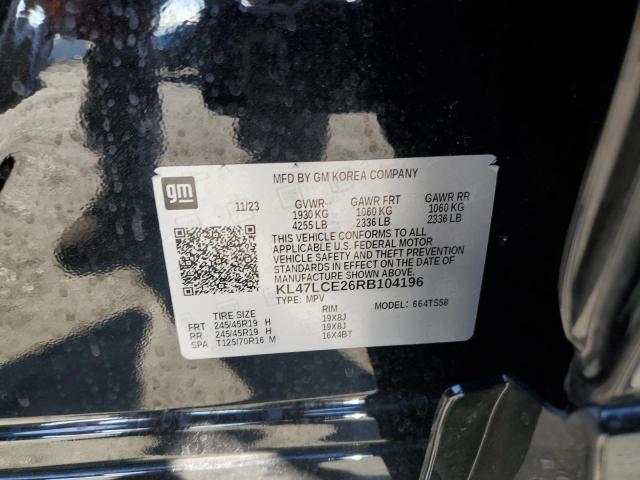 gm
MFD BY GM KOREA COMPANY
11/23 GVWR GAWR FRT GAWR RR
1930 KG 1060 KG 1060 KG
4255 LB 2336 LB 2336 LB
THIS VEHICLE CONFORMS TO ALL
APPLICABLE U.S. FEDERAL MOTOR
VEHICLE SAFETY AND THEFT PREVENTION
STANDARDS IN EFFECT ON THE DATE OF
MANUFACTURE SHOWN ABOVE.
KL47LCE26RB104196
TYPE: MPV MODEL: 664TS58
TIRE SIZE RIM
FRT 245/45R19 H 19X8J
RR 245/45R19 H 19X8J
SPA T125/70R16 M 16X4BT